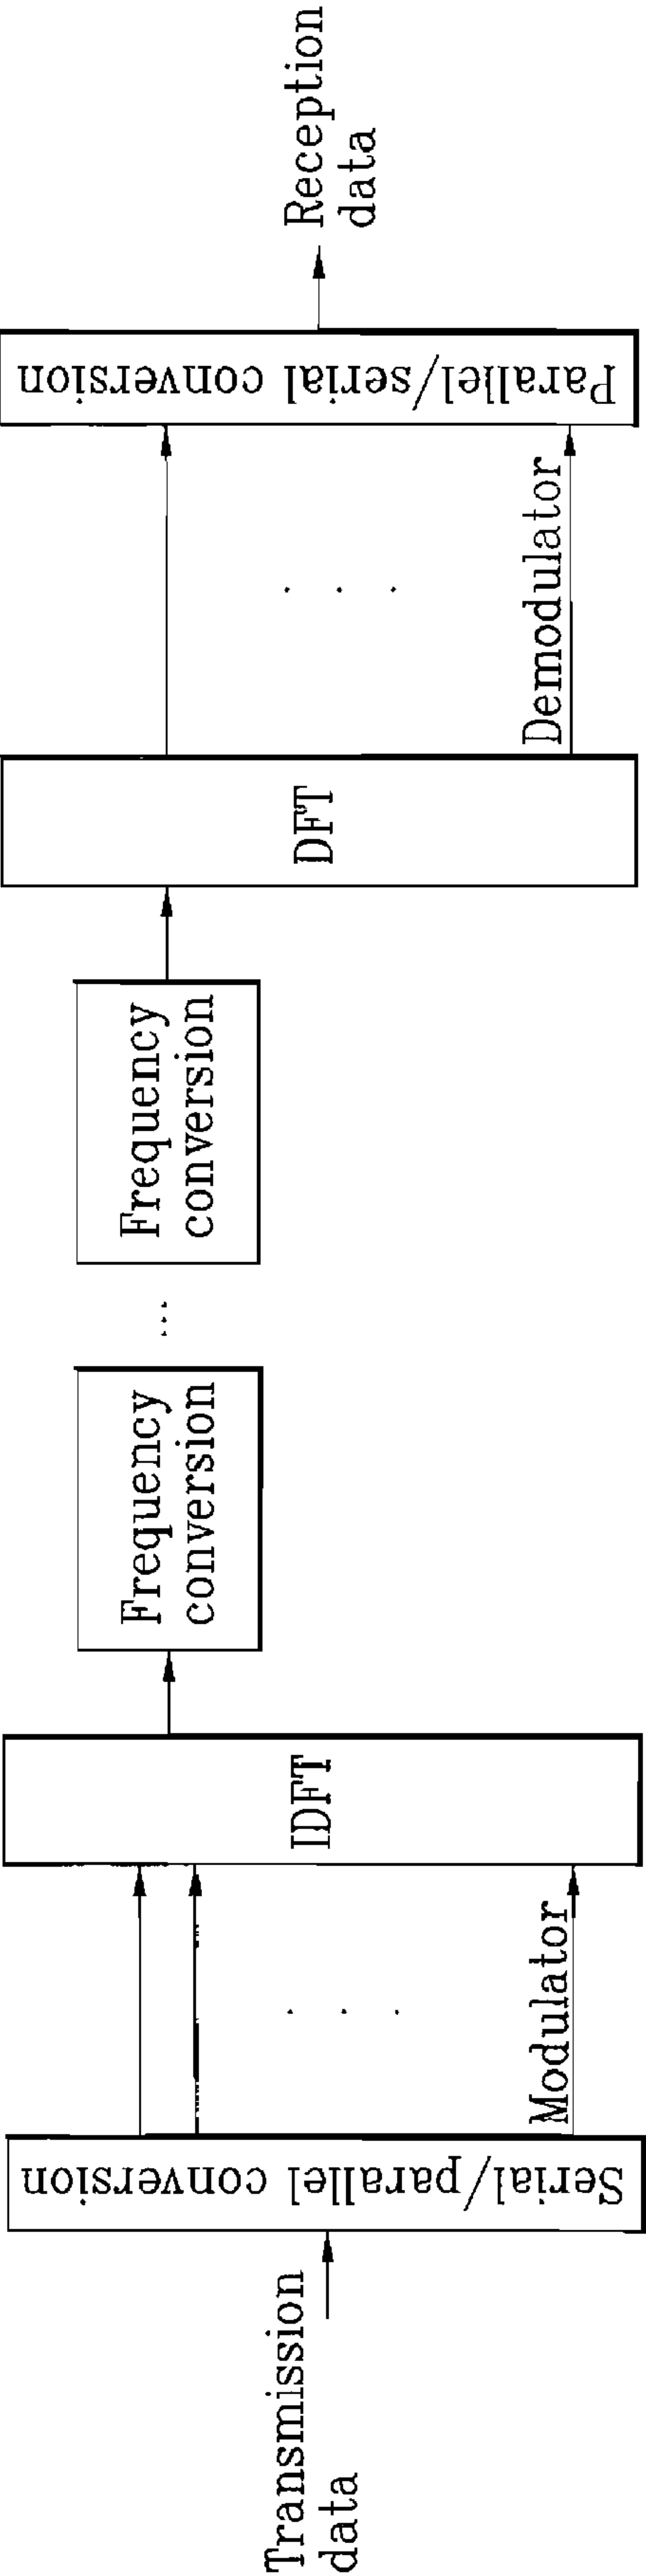 Transmission
data
Serial/parallel conversion
Modulator
IDFT
Frequency
conversion
...
Frequency
conversion
DFT
Demodulator
Parallel/serial conversion
Reception
data